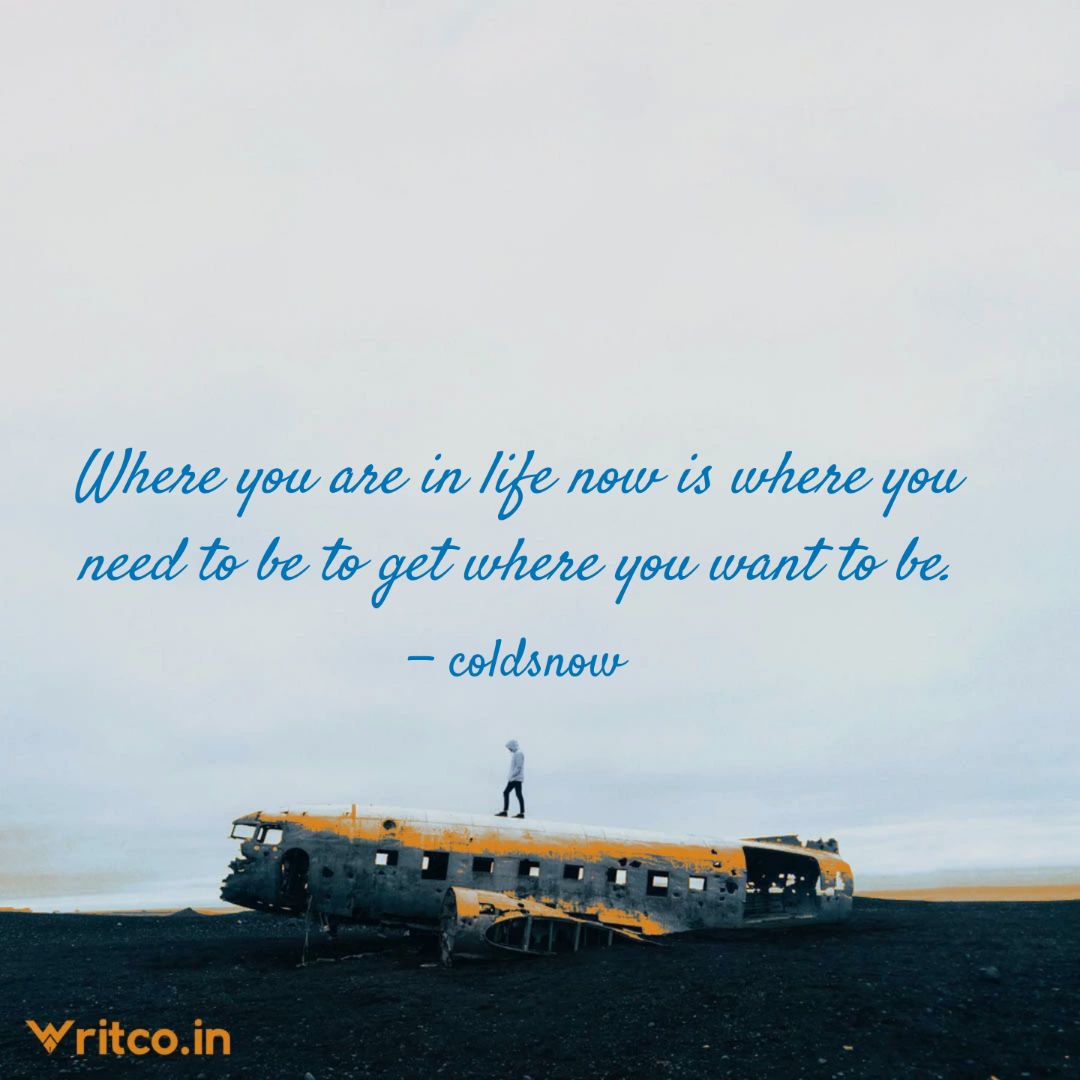 Where you are in life now is where you
need to be to get where you want to be.
– coldsnow
Writco.in